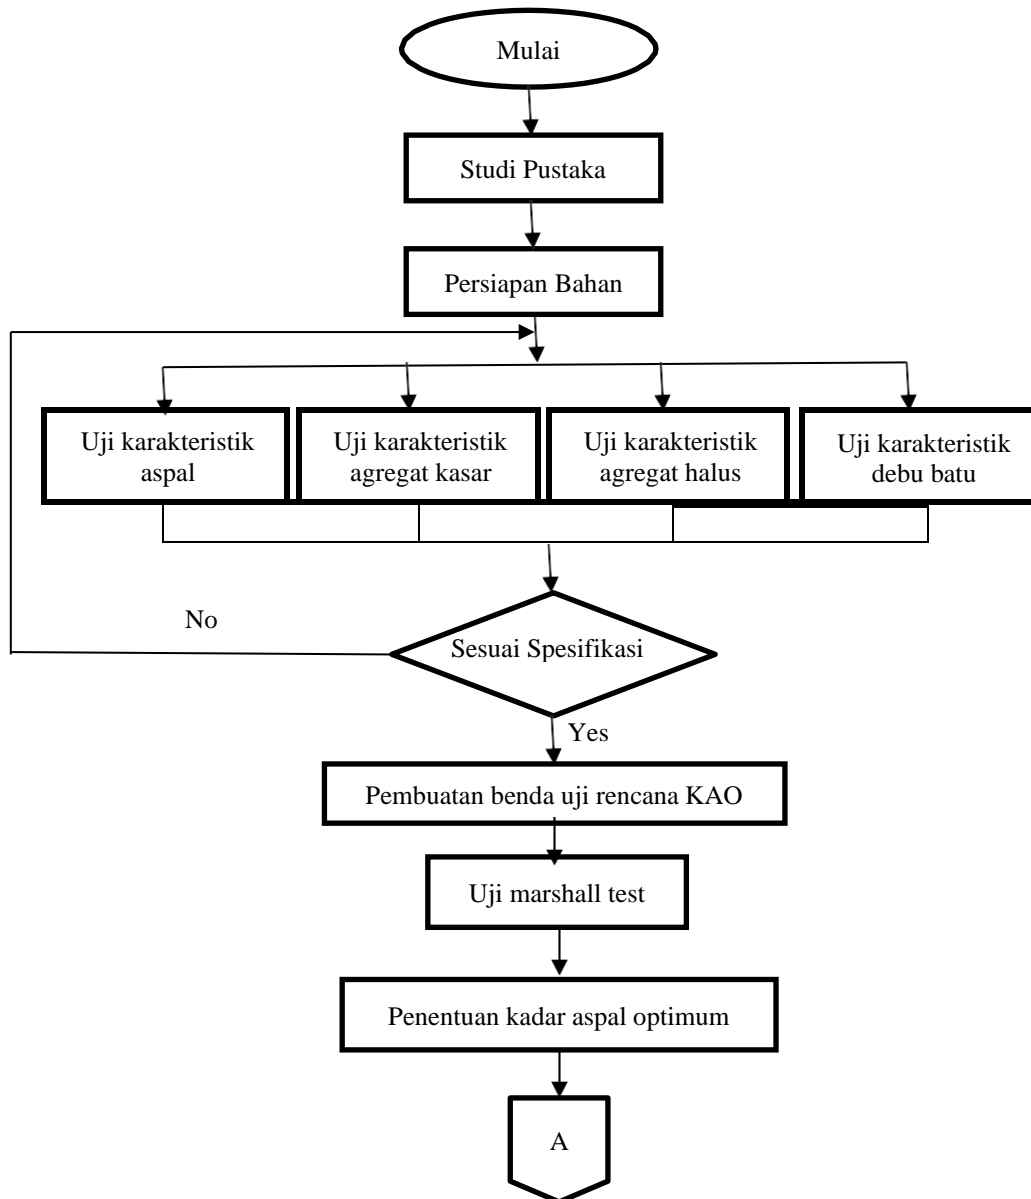 Mulai
Studi Pustaka
Persiapan Bahan
Uji karakteristik
aspal
Uji karakteristik
agregat kasar
Uji karakteristik
agregat halus
Uji karakteristik
debu batu
No
Sesuai Spesifikasi
Yes
Pembuatan benda uji rencana KAO
Uji marshall test
Penentuan kadar aspal optimum
A